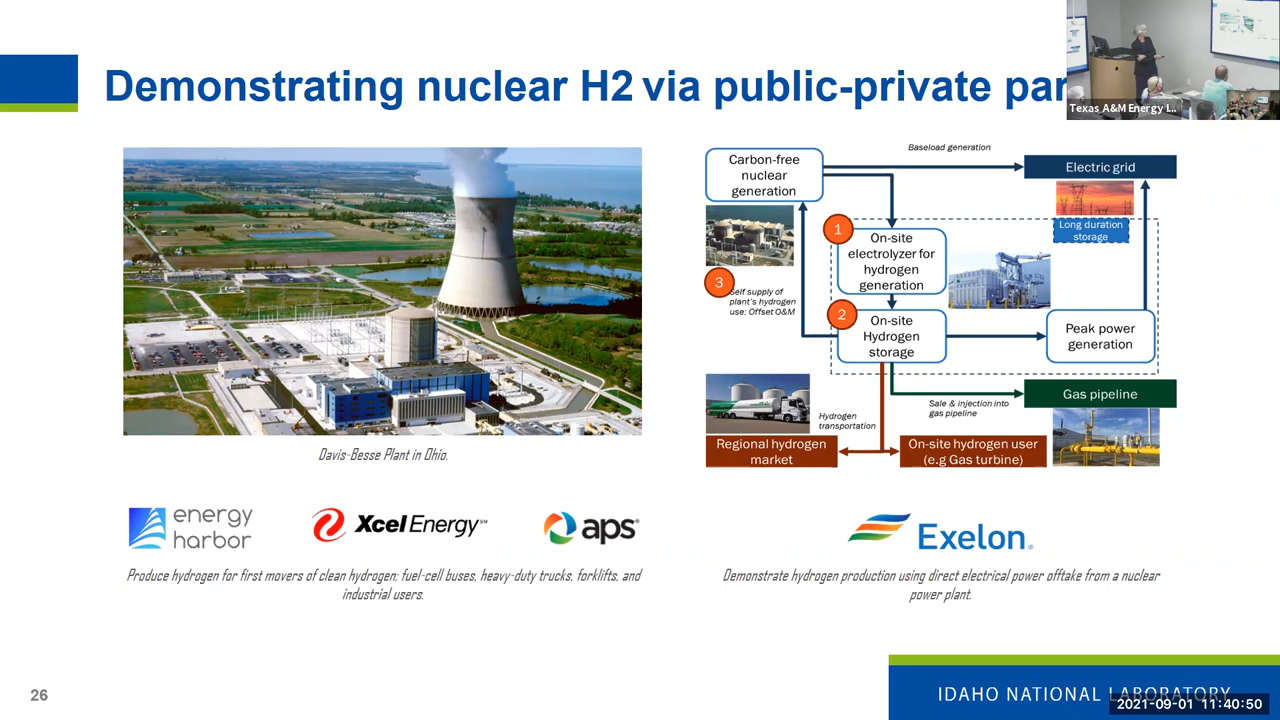 Demonstrating nuclear H2 via public-private par
Texas A&M Energy I...
Baseload generation
Carbon-free
nuclear
generation
Electric grid
Long duration
storage
1
On-site
electrolyzer for
hydrogen
generation
3
Self supply of
plant's hydrogen
use: Offset O&M
2
On-site
Hydrogen
storage
Peak power
generation
Gas pipeline
Sale & injection into
gas pipeline
Hydrogen
transportation
Regional hydrogen
market
On-site hydrogen user
(e.g Gas turbine)
Davis-Besse Plant in Ohio.
energy
harbor
Xcel Energy℠
aps®
Exelon®
Produce hydrogen for first movers of clean hydrogen; fuel-cell buses, heavy-duty trucks, forklifts, and
industrial users.
Demonstrate hydrogen production using direct electrical power offtake from a nuclear
power plant.
26
IDAHO NATIONAL LABORATORY
2021-09-01 11:40:50